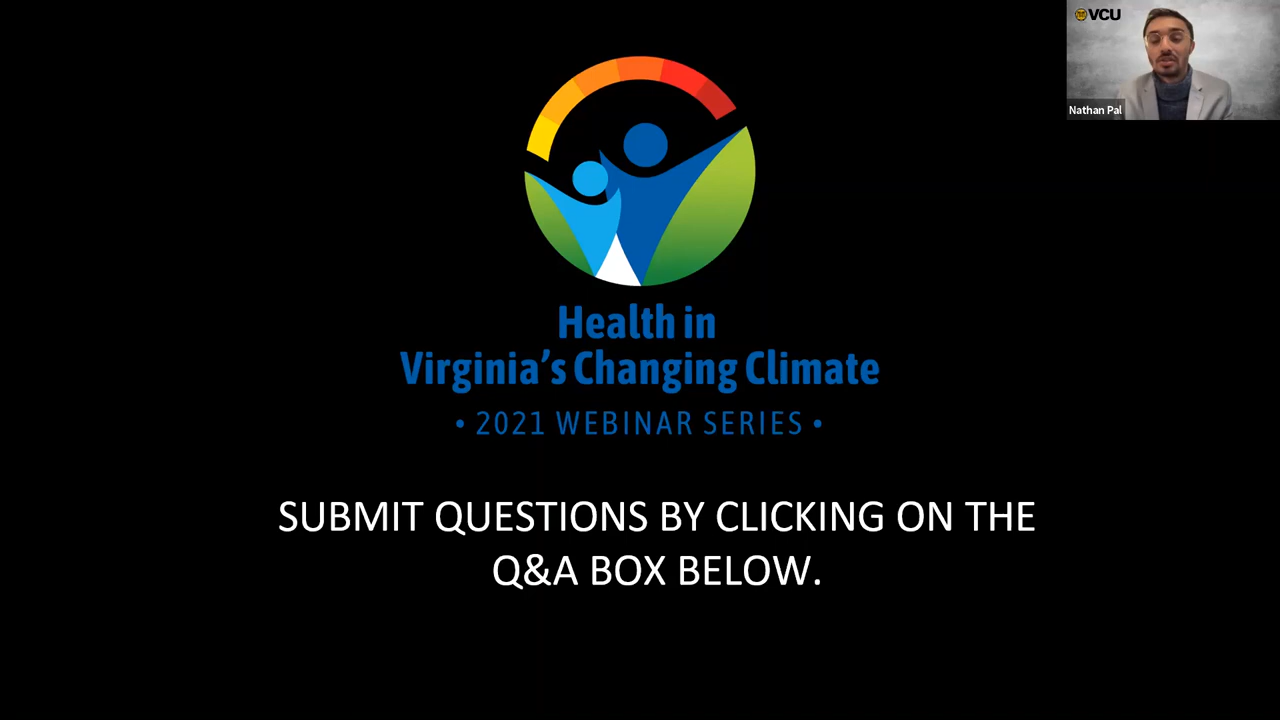 VCU
Nathan Pal
Health in
Virginia's Changing Climate
• 2021 WEBINAR SERIES •
SUBMIT QUESTIONS BY CLICKING ON THE
Q&A BOX BELOW.